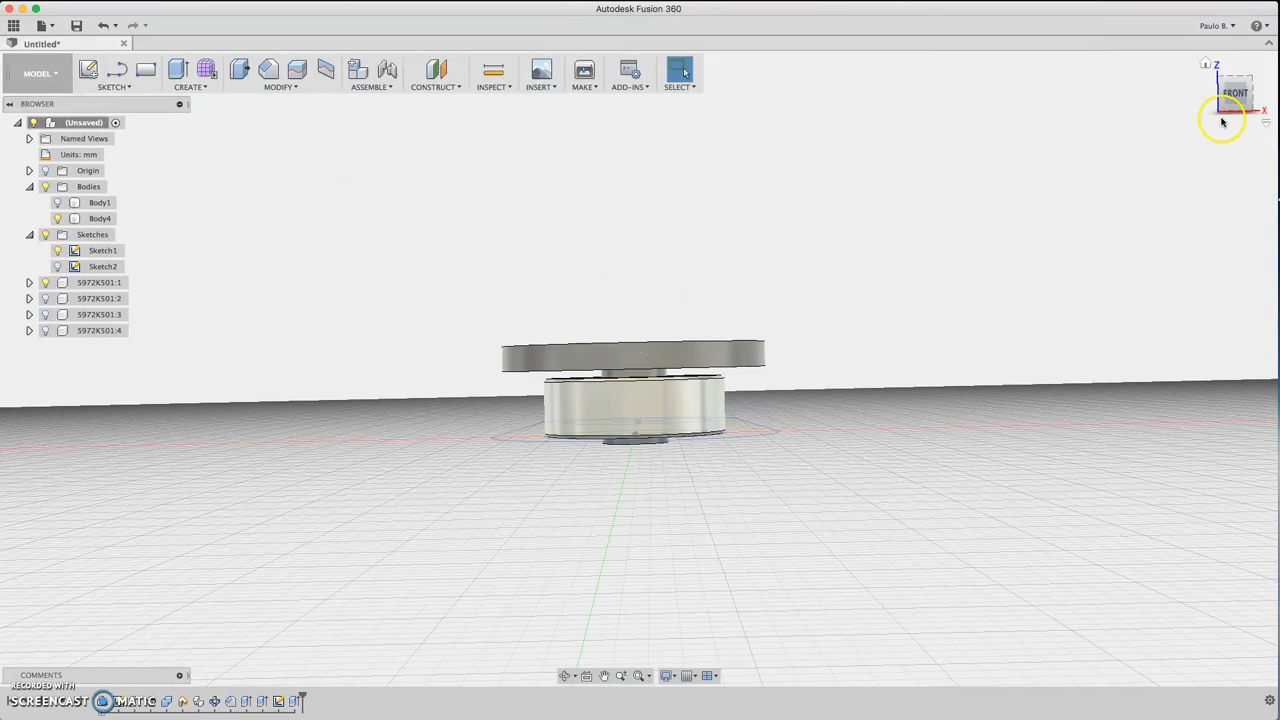 Autodesk Fusion 360
Paulo B.
Untitled*
MODEL
SKETCH
CREATE
MODIFY
ASSEMBLE
CONSTRUCT
INSPECT
INSERT
MAKE
ADD-INS
SELECT
Z
FRONT
X
BROWSER
(Unsaved)
Named Views
Units: mm
Origin
Bodies
Body1
Body4
Sketches
Sketch1
Sketch2
5972K501:1
5972K501:2
5972K501:3
5972K501:4
COMMENTS
RECORDED WITH
SCREENCAST MATIC